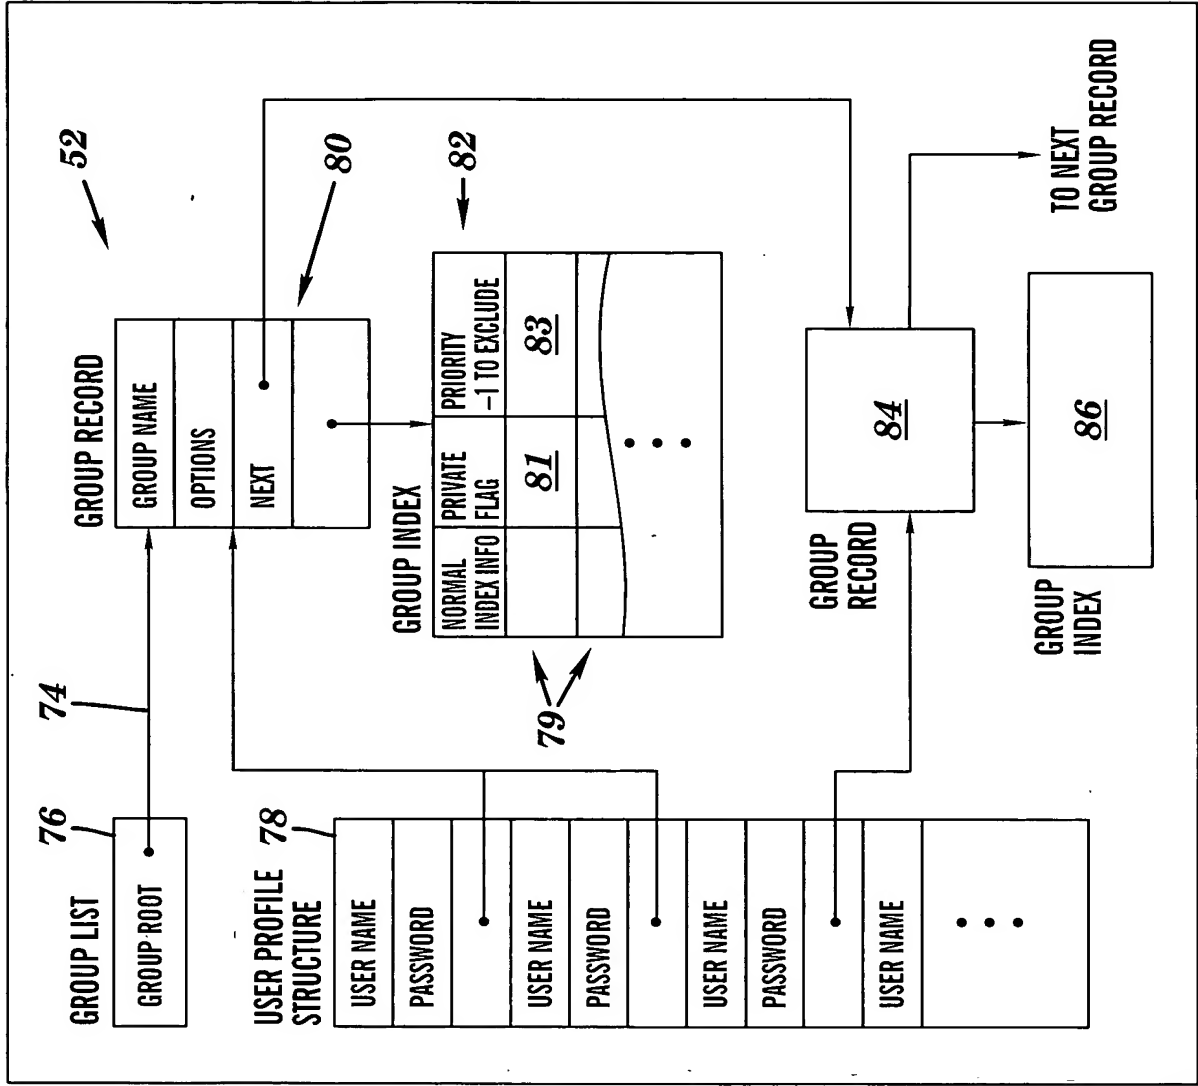 52
GROUP LIST
76
GROUP ROOT
74
GROUP RECORD
GROUP NAME
OPTIONS
NEXT
80
USER PROFILE
STRUCTURE
78
USER NAME
PASSWORD
USER NAME
PASSWORD
USER NAME
PASSWORD
USER NAME
GROUP INDEX
82
NORMAL
INDEX INFO
PRIVATE
FLAG
PRIORITY
-1 TO EXCLUDE
79
81
83
GROUP
RECORD
84
GROUP
INDEX
86
TO NEXT
GROUP RECORD